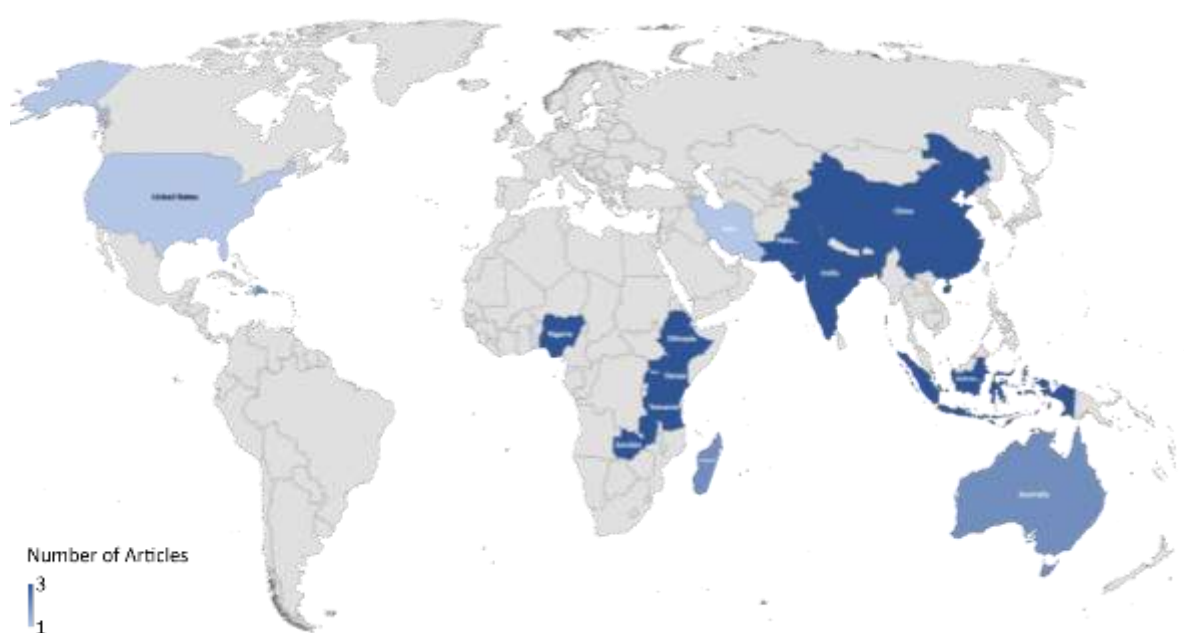 United States
China
India
Nigeria
Ethiopia
Kenya
Tanzania
Zambia
Australia
Number of Articles
3
1